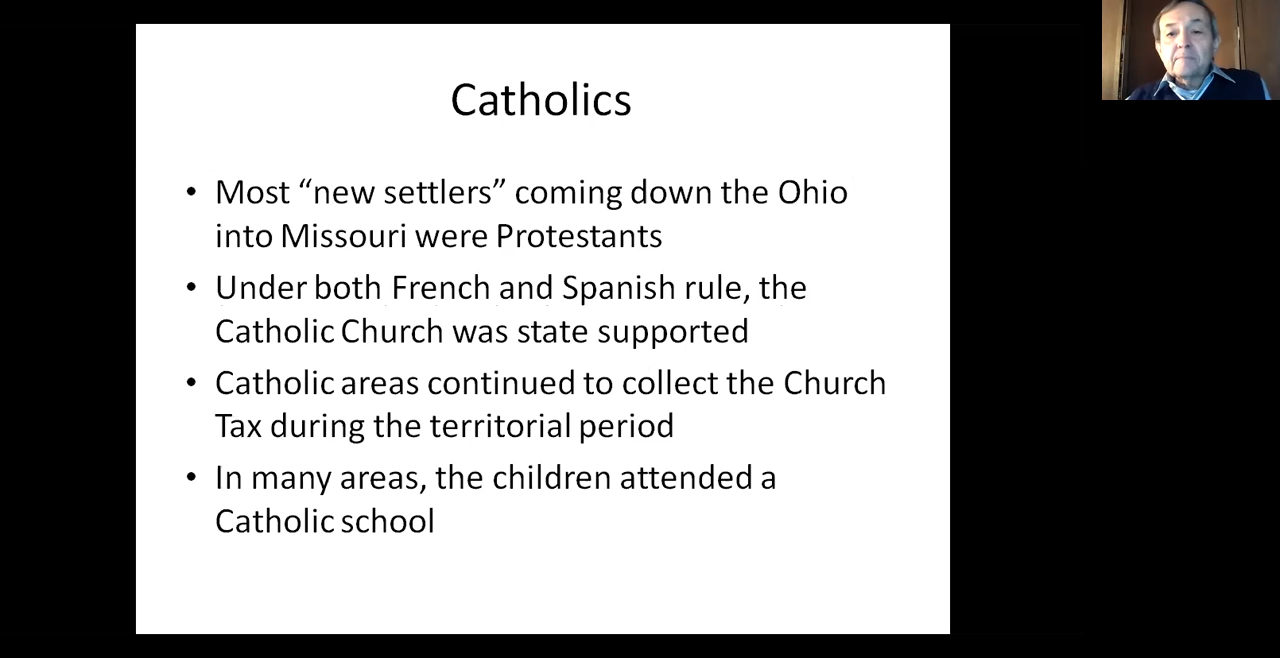 Catholics
• Most “new settlers” coming down the Ohio
into Missouri were Protestants
• Under both French and Spanish rule, the
Catholic Church was state supported
• Catholic areas continued to collect the Church
Tax during the territorial period
• In many areas, the children attended a
Catholic school